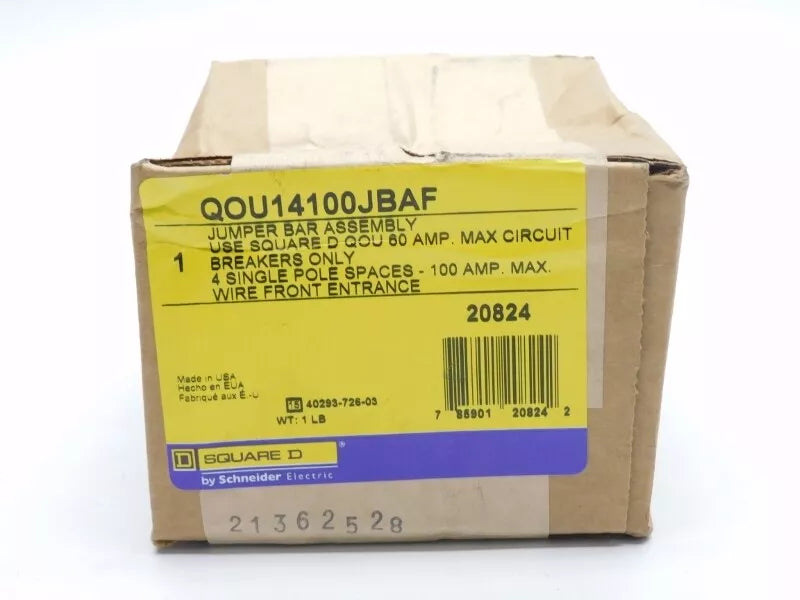 QOU14100JBAF
JUMPER BAR ASSEMBLY
USE SQUARE D QOU 60 AMP. MAX CIRCUIT
1 BREAKERS ONLY
4 SINGLE POLE SPACES - 100 AMP. MAX.
WIRE FRONT ENTRANCE
20824
Made in USA
Hecho en EUA
Fabriqué aux É.-U
40293-726-03
WT: 1 LB
7 85901 20824 2
D SQUARE D ®
by Schneider Electric
21362528